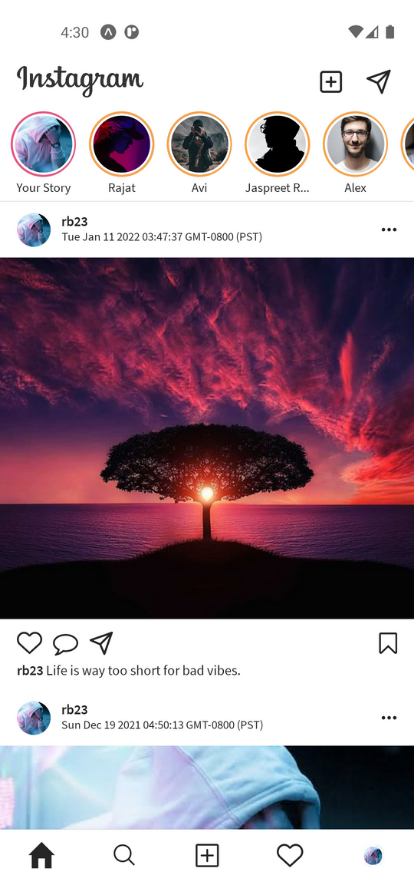 4:30
Instagram
Your Story
Rajat
Avi
Jaspreet R...
Alex
rb23
Tue Jan 11 2022 03:47:37 GMT-0800 (PST)
rb23 Life is way too short for bad vibes.
rb23
Sun Dec 19 2021 04:50:13 GMT-0800 (PST)